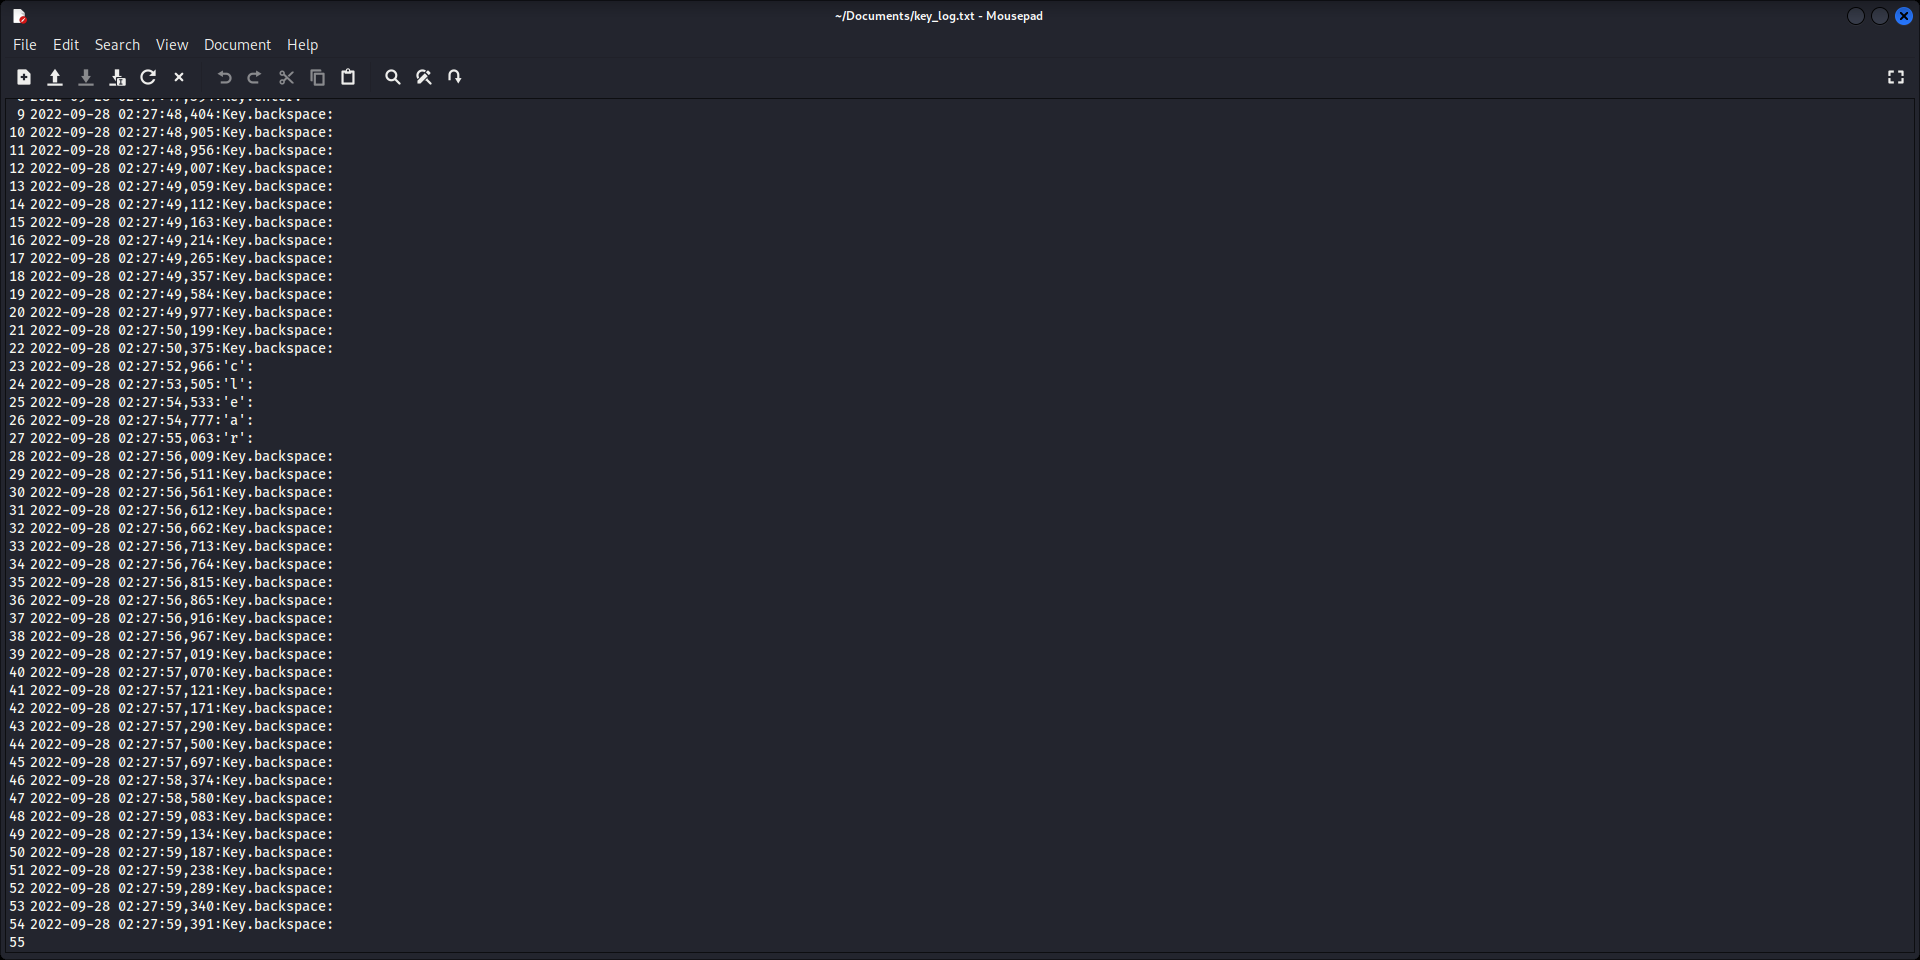 ~/Documents/key_log.txt - Mousepad
File Edit Search View Document Help
9 2022-09-28 02:27:48,404:Key.backspace:
10 2022-09-28 02:27:48,905:Key.backspace:
11 2022-09-28 02:27:48,956:Key.backspace:
12 2022-09-28 02:27:49,007:Key.backspace:
13 2022-09-28 02:27:49,059:Key.backspace:
14 2022-09-28 02:27:49,112:Key.backspace:
15 2022-09-28 02:27:49,163:Key.backspace:
16 2022-09-28 02:27:49,214:Key.backspace:
17 2022-09-28 02:27:49,265:Key.backspace:
18 2022-09-28 02:27:49,357:Key.backspace:
19 2022-09-28 02:27:49,584:Key.backspace:
20 2022-09-28 02:27:49,977:Key.backspace:
21 2022-09-28 02:27:50,199:Key.backspace:
22 2022-09-28 02:27:50,375:Key.backspace:
23 2022-09-28 02:27:52,966:'c':
24 2022-09-28 02:27:53,505:'l':
25 2022-09-28 02:27:54,533:'e':
26 2022-09-28 02:27:54,777:'a':
27 2022-09-28 02:27:55,063:'r':
28 2022-09-28 02:27:56,009:Key.backspace:
29 2022-09-28 02:27:56,511:Key.backspace:
30 2022-09-28 02:27:56,561:Key.backspace:
31 2022-09-28 02:27:56,612:Key.backspace:
32 2022-09-28 02:27:56,662:Key.backspace:
33 2022-09-28 02:27:56,713:Key.backspace:
34 2022-09-28 02:27:56,764:Key.backspace:
35 2022-09-28 02:27:56,815:Key.backspace:
36 2022-09-28 02:27:56,865:Key.backspace:
37 2022-09-28 02:27:56,916:Key.backspace:
38 2022-09-28 02:27:56,967:Key.backspace:
39 2022-09-28 02:27:57,019:Key.backspace:
40 2022-09-28 02:27:57,070:Key.backspace:
41 2022-09-28 02:27:57,121:Key.backspace:
42 2022-09-28 02:27:57,171:Key.backspace:
43 2022-09-28 02:27:57,290:Key.backspace:
44 2022-09-28 02:27:57,500:Key.backspace:
45 2022-09-28 02:27:57,697:Key.backspace:
46 2022-09-28 02:27:58,374:Key.backspace:
47 2022-09-28 02:27:58,580:Key.backspace:
48 2022-09-28 02:27:59,083:Key.backspace:
49 2022-09-28 02:27:59,134:Key.backspace:
50 2022-09-28 02:27:59,187:Key.backspace:
51 2022-09-28 02:27:59,238:Key.backspace:
52 2022-09-28 02:27:59,289:Key.backspace:
53 2022-09-28 02:27:59,340:Key.backspace:
54 2022-09-28 02:27:59,391:Key.backspace:
55